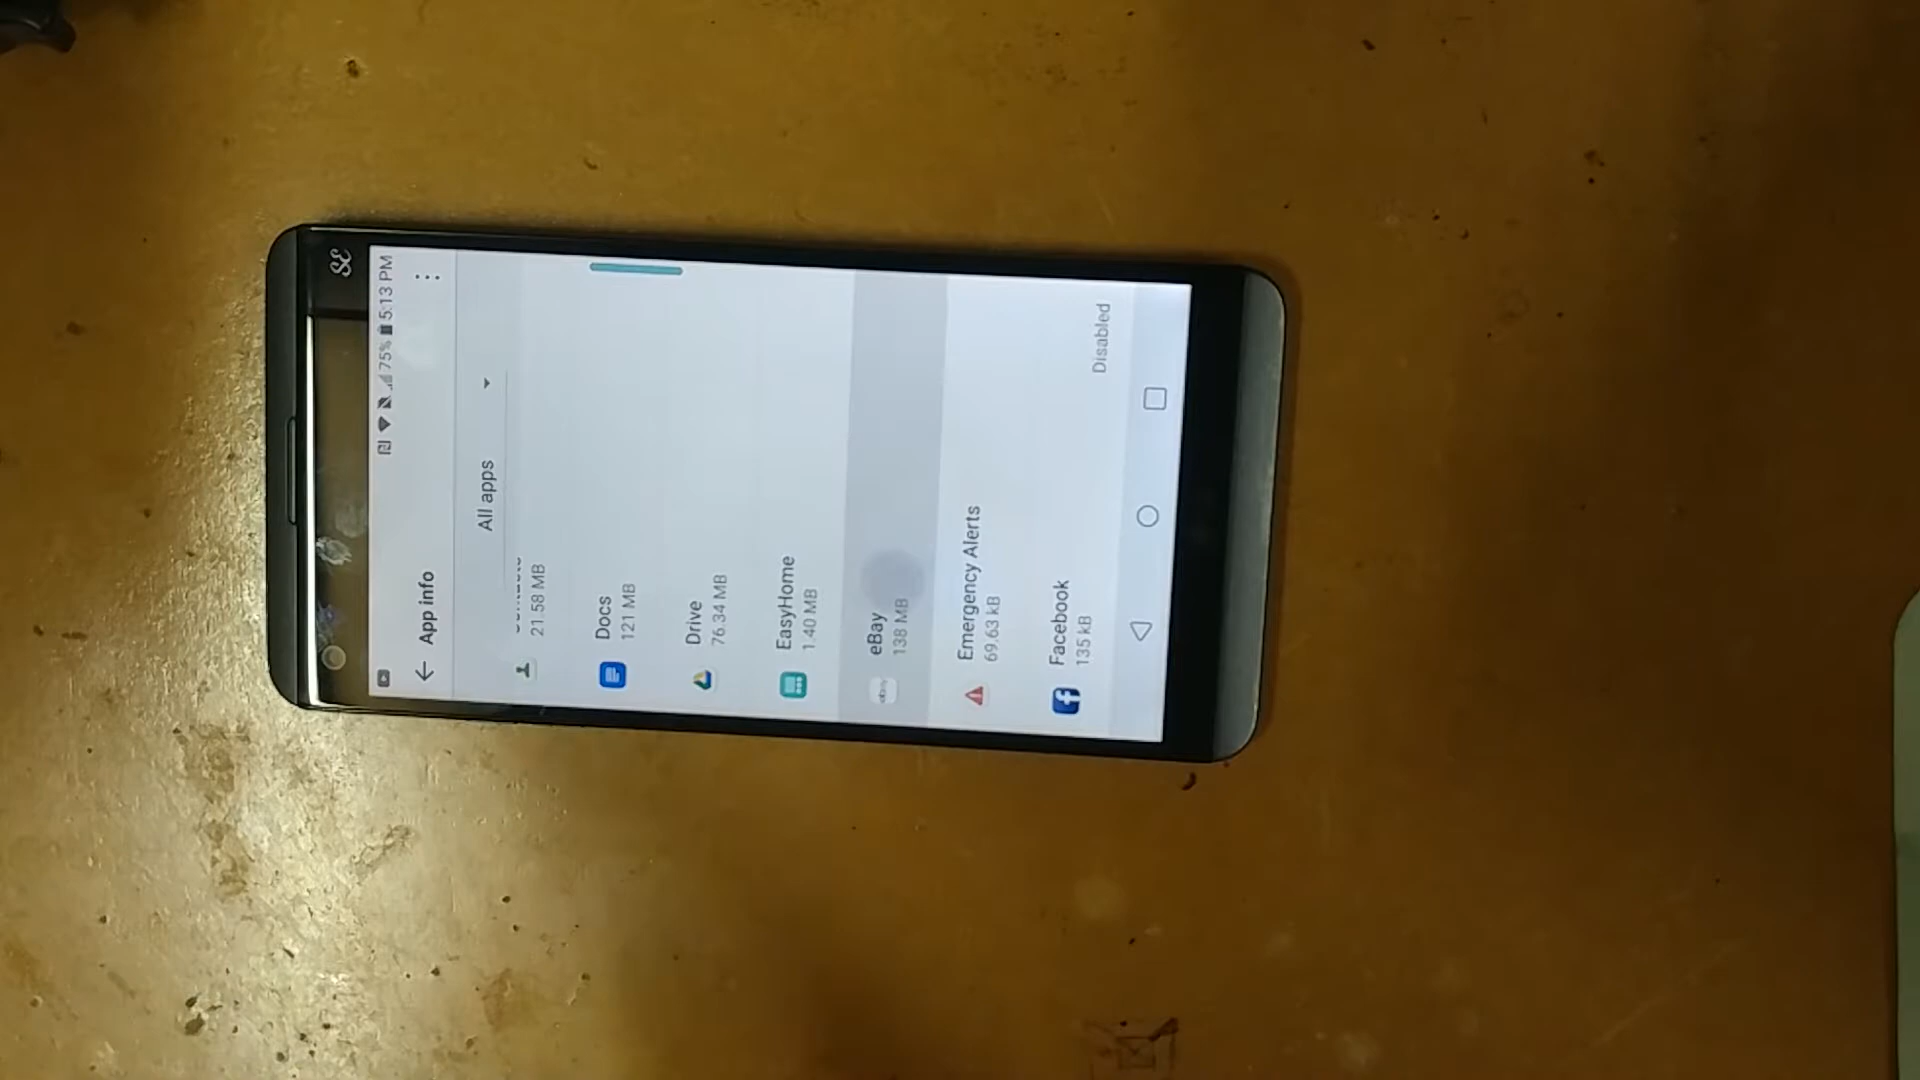 75% 5:13 PM
App info
All apps
21.58 MB
Docs
121 MB
Drive
76.34 MB
EasyHome
1.40 MB
eBay
138 MB
Emergency Alerts
69.63 kB
Facebook
135 kB
Disabled